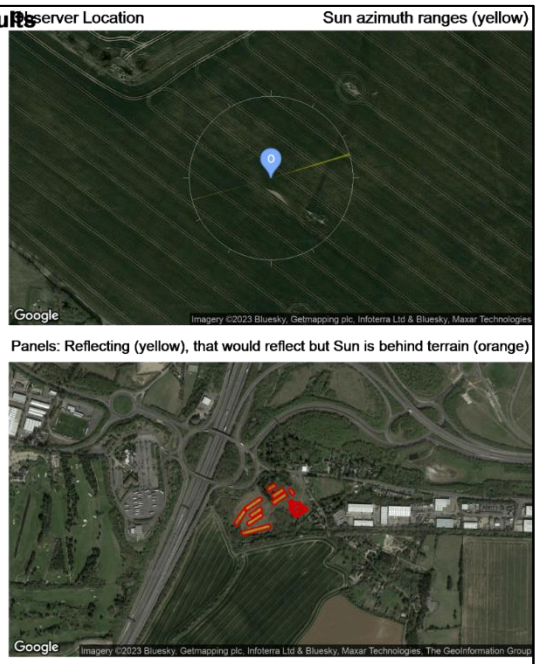 ults
Observer Location
Sun azimuth ranges (yellow)
O
Google
Imagery ©2023 Bluesky, Getmapping plc, Infoterra Ltd & Bluesky, Maxar Technologies
Panels: Reflecting (yellow), that would reflect but Sun is behind terrain (orange)
Google
Imagery ©2023 Bluesky, Getmapping plc, Infoterra Ltd & Bluesky, Maxar Technologies, The GeoInformation Group